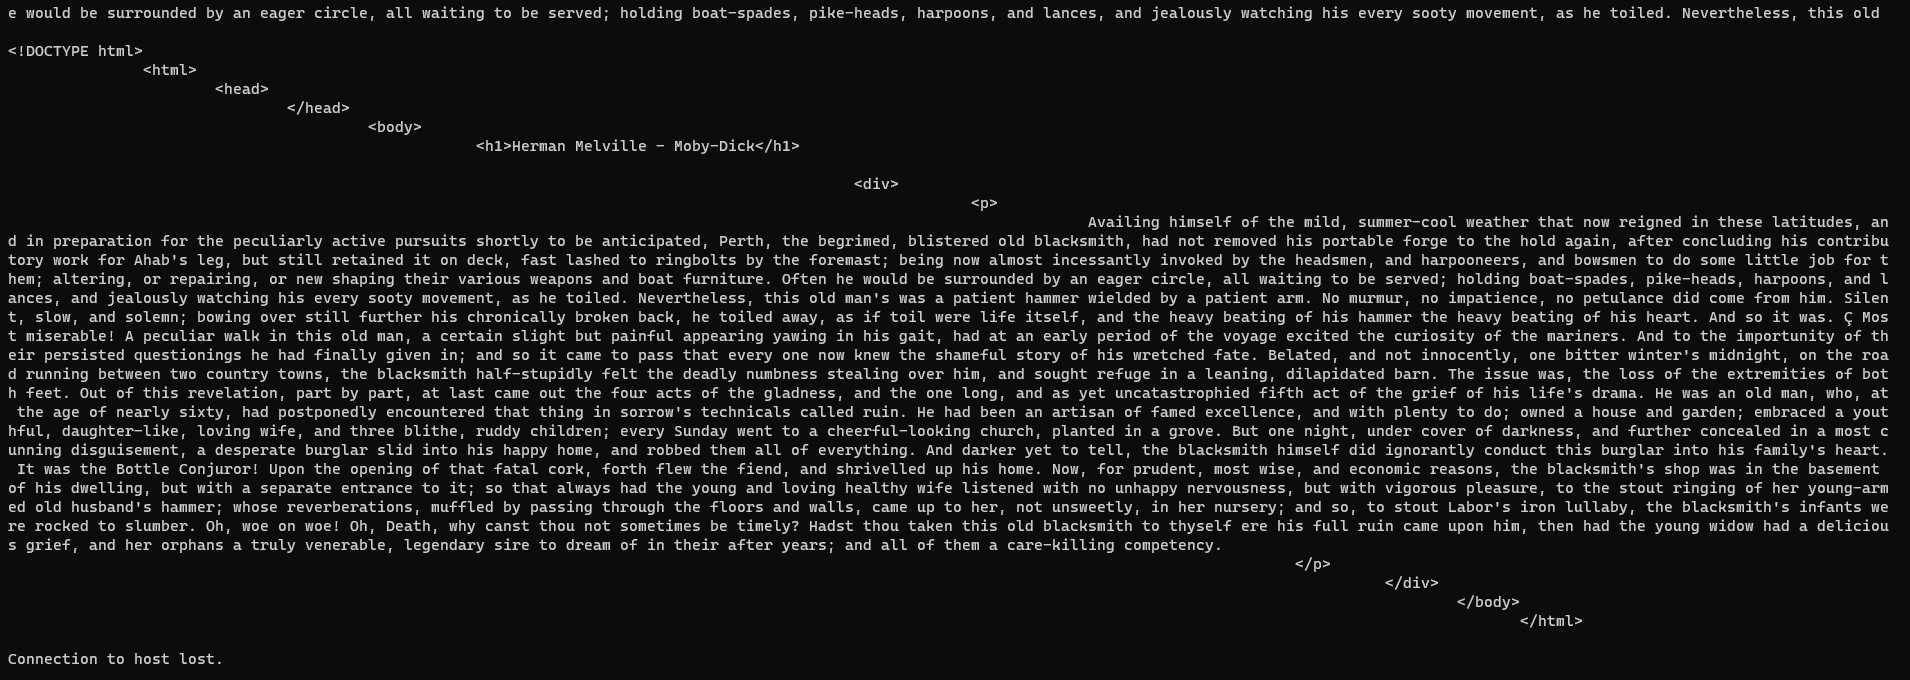 e would be surrounded by an eager circle, all waiting to be served; holding boat-spades, pike-heads, harpoons, and lances, and jealously watching his every sooty movement, as he toiled. Nevertheless, this old
<!DOCTYPE html>
<html>
<head>
</head>
<body>
<h1>Herman Melville - Moby-Dick</h1>
<div>
<p>
Availing himself of the mild, summer-cool weather that now reigned in these latitudes, an
d in preparation for the peculiarly active pursuits shortly to be anticipated, Perth, the begrimed, blistered old blacksmith, had not removed his portable forge to the hold again, after concluding his contribu
tory work for Ahab's leg, but still retained it on deck, fast lashed to ringbolts by the foremast; being now almost incessantly invoked by the headsmen, and harpooneers, and bowsmen to do some little job for t
hem; altering, or repairing, or new shaping their various weapons and boat furniture. Often he would be surrounded by an eager circle, all waiting to be served; holding boat-spades, pike-heads, harpoons, and l
ances, and jealously watching his every sooty movement, as he toiled. Nevertheless, this old man's was a patient hammer wielded by a patient arm. No murmur, no impatience, no petulance did come from him. Silen
t, slow, and solemn; bowing over still further his chronically broken back, he toiled away, as if toil were life itself, and the heavy beating of his hammer the heavy beating of his heart. And so it was. Ç Mos
t miserable! A peculiar walk in this old man, a certain slight but painful appearing yawing in his gait, had at an early period of the voyage excited the curiosity of the mariners. And to the importunity of th
eir persisted questionings he had finally given in; and so it came to pass that every one now knew the shameful story of his wretched fate. Belated, and not innocently, one bitter winter's midnight, on the roa
d running between two country towns, the blacksmith half-stupidly felt the deadly numbness stealing over him, and sought refuge in a leaning, dilapidated barn. The issue was, the loss of the extremities of bot
h feet. Out of this revelation, part by part, at last came out the four acts of the gladness, and the one long, and as yet uncatastrophied fifth act of the grief of his life's drama. He was an old man, who, at
the age of nearly sixty, had postponedly encountered that thing in sorrow's technicals called ruin. He had been an artisan of famed excellence, and with plenty to do; owned a house and garden; embraced a yout
hful, daughter-like, loving wife, and three blithe, ruddy children; every Sunday went to a cheerful-looking church, planted in a grove. But one night, under cover of darkness, and further concealed in a most c
unning disguisement, a desperate burglar slid into his happy home, and robbed them all of everything. And darker yet to tell, the blacksmith himself did ignorantly conduct this burglar into his family's heart.
It was the Bottle Conjuror! Upon the opening of that fatal cork, forth flew the fiend, and shrivelled up his home. Now, for prudent, most wise, and economic reasons, the blacksmith's shop was in the basement
of his dwelling, but with a separate entrance to it; so that always had the young and loving healthy wife listened with no unhappy nervousness, but with vigorous pleasure, to the stout ringing of her young-arm
ed old husband's hammer; whose reverberations, muffled by passing through the floors and walls, came up to her, not unsweetly, in her nursery; and so, to stout Labor's iron lullaby, the blacksmith's infants we
re rocked to slumber. Oh, woe on woe! Oh, Death, why canst thou not sometimes be timely? Hadst thou taken this old blacksmith to thyself ere his full ruin came upon him, then had the young widow had a deliciou
s grief, and her orphans a truly venerable, legendary sire to dream of in their after years; and all of them a care-killing competency.
</p>
</div>
</body>
</html>
Connection to host lost.